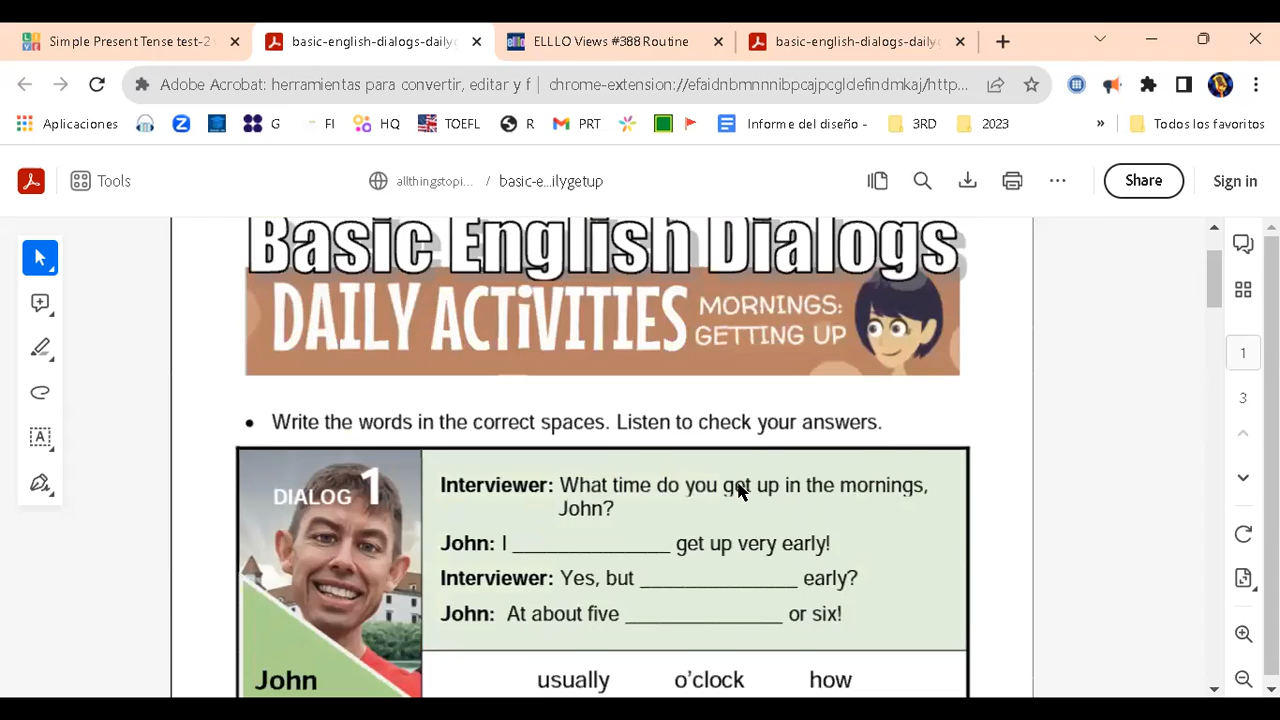 Simple Present Tense test-2
basic-english-dialogs-daily
ELLLO Views #388 Routine
basic-english-dialogs-daily
Adobe Acrobat: herramientas para convertir, editar y f
chrome-extension://efaidnbmnnnibpcajpcglclefindmkaj/http...
Aplicaciones
G
FI
HQ
TOEFL
R
PRT
Informe del diseño -
3RD
2023
»
Todos los favoritos
Tools
allthingstopi...
/
basic-e...ilygetup
Share
Sign in
Basic English Dialogs
DAILY ACTiViTIES
MORNINGS:
GETTING UP
• Write the words in the correct spaces. Listen to check your answers.
DIALOG 1
Interviewer: What time do you get up in the mornings,
John?
John: I ______________ get up very early!
Interviewer: Yes, but ______________ early?
John: At about five ______________ or six!
John
usually o'clock how
1
3